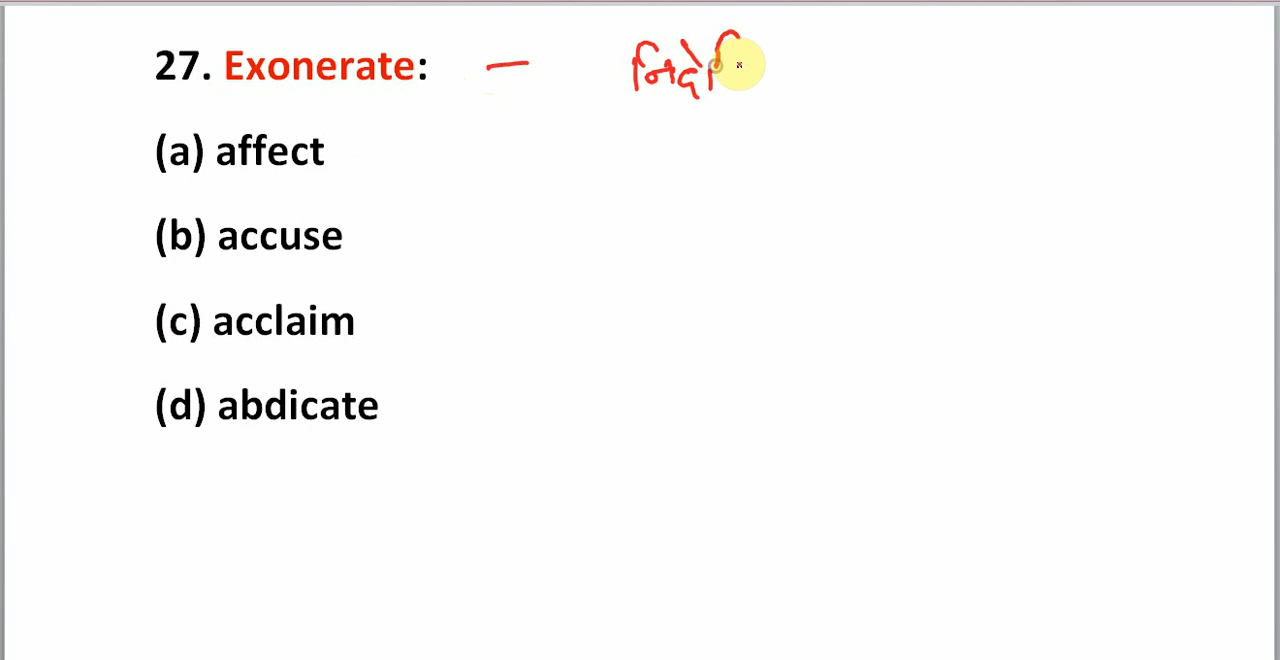 27. Exonerate: —
(a) affect
(b) accuse
(c) acclaim
(d) abdicate